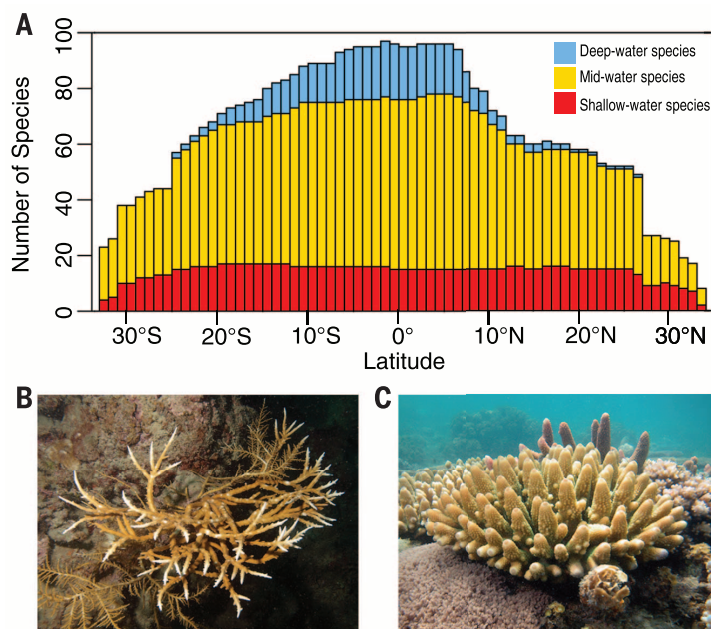 A
Number of Species
100
80
60
40
20
0
Deep-water species
Mid-water species
Shallow-water species
30°S
20°S
10°S
0°
10°N
20°N
30°N
Latitude
B
C